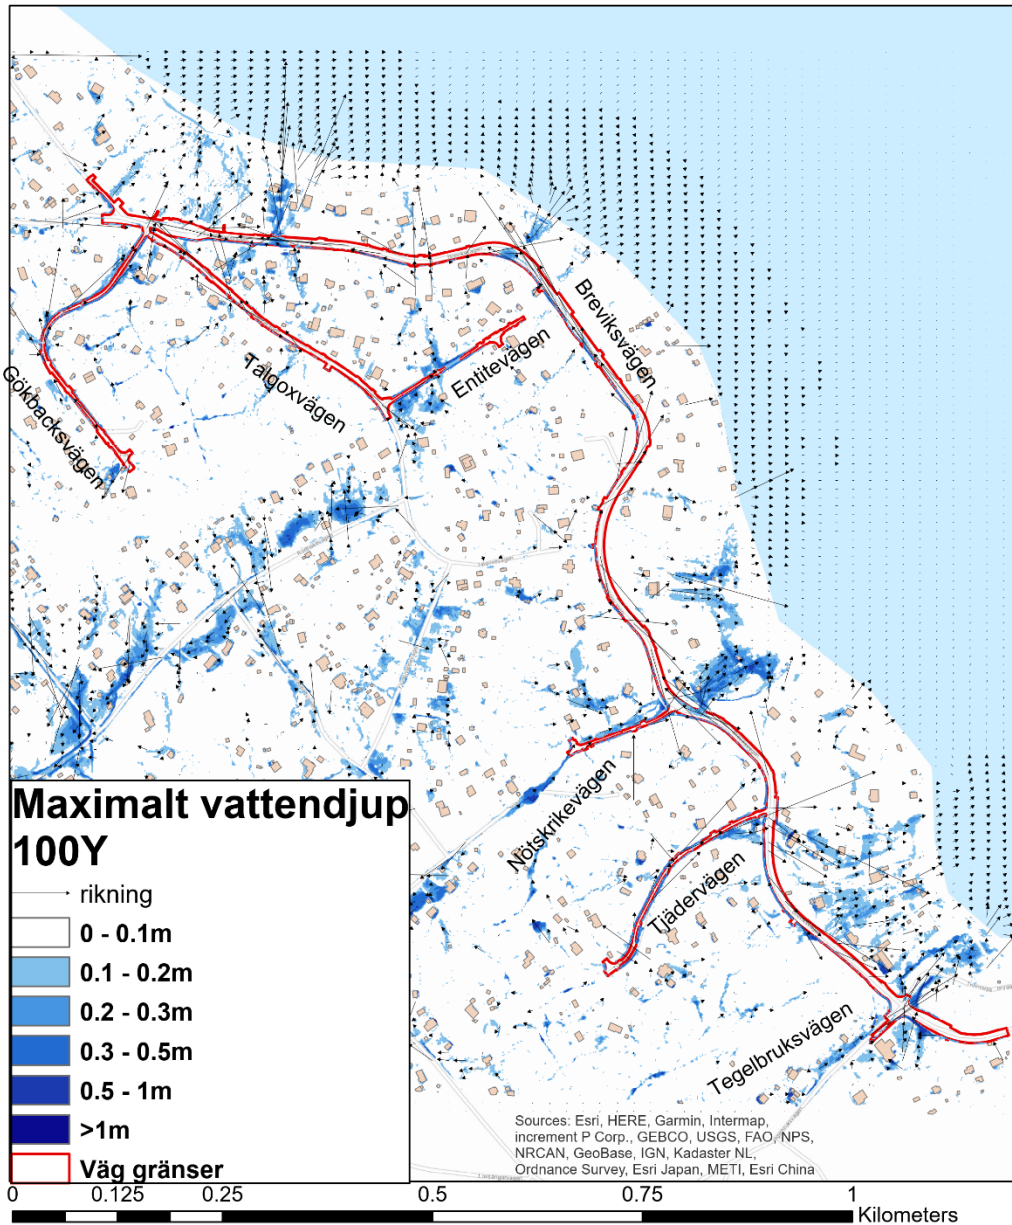 Breviksvägen
Entitevägen
Talgoxvägen
Gökbacksvägen
Nötskrikevägen
Tjädervägen
Tegelbruksvägen
Maximalt vattendjup
100Y
rikning
0 - 0.1m
0.1 - 0.2m
0.2 - 0.3m
0.3 - 0.5m
0.5 - 1m
>1m
Väg gränser
Sources: Esri, HERE, Garmin, Intermap,
increment P Corp., GEBCO, USGS, FAO, NPS,
NRCAN, GeoBase, IGN, Kadaster NL,
Ordnance Survey, Esri Japan, METI, Esri China
0 0.125 0.25 0.5 0.75 1
Kilometers